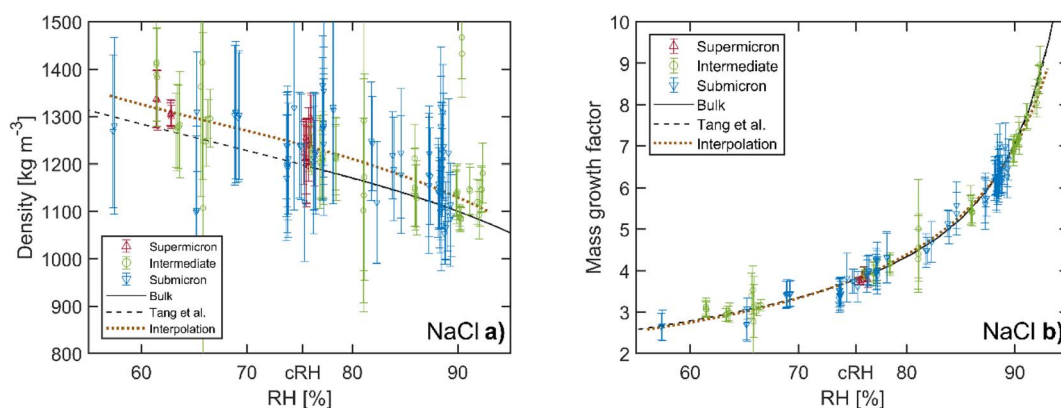 1500
1400
1300
1200
1100
1000
900
800
Density [kg m-3]
Supermicron
Intermediate
Submicron
Bulk
Tang et al.
Interpolation
NaCl a)
60 70 cRH 80 90
RH [%]
10
9
8
7
6
5
4
3
2
Mass growth factor
Supermicron
Intermediate
Submicron
Bulk
Tang et al.
Interpolation
NaCl b)
60 70 cRH 80 90
RH [%]